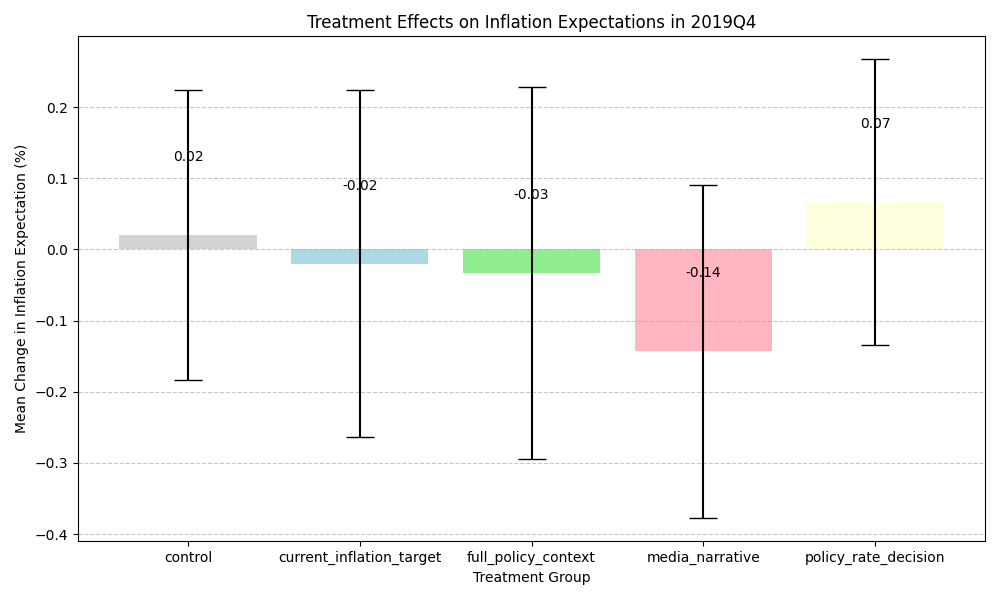 Treatment Effects on Inflation Expectations in 2019Q4
Mean Change in Inflation Expectation (%)
0.2
0.1
0.0
−0.1
−0.2
−0.3
−0.4
0.02
-0.02
-0.03
-0.14
0.07
control
current_inflation_target
full_policy_context
media_narrative
policy_rate_decision
Treatment Group